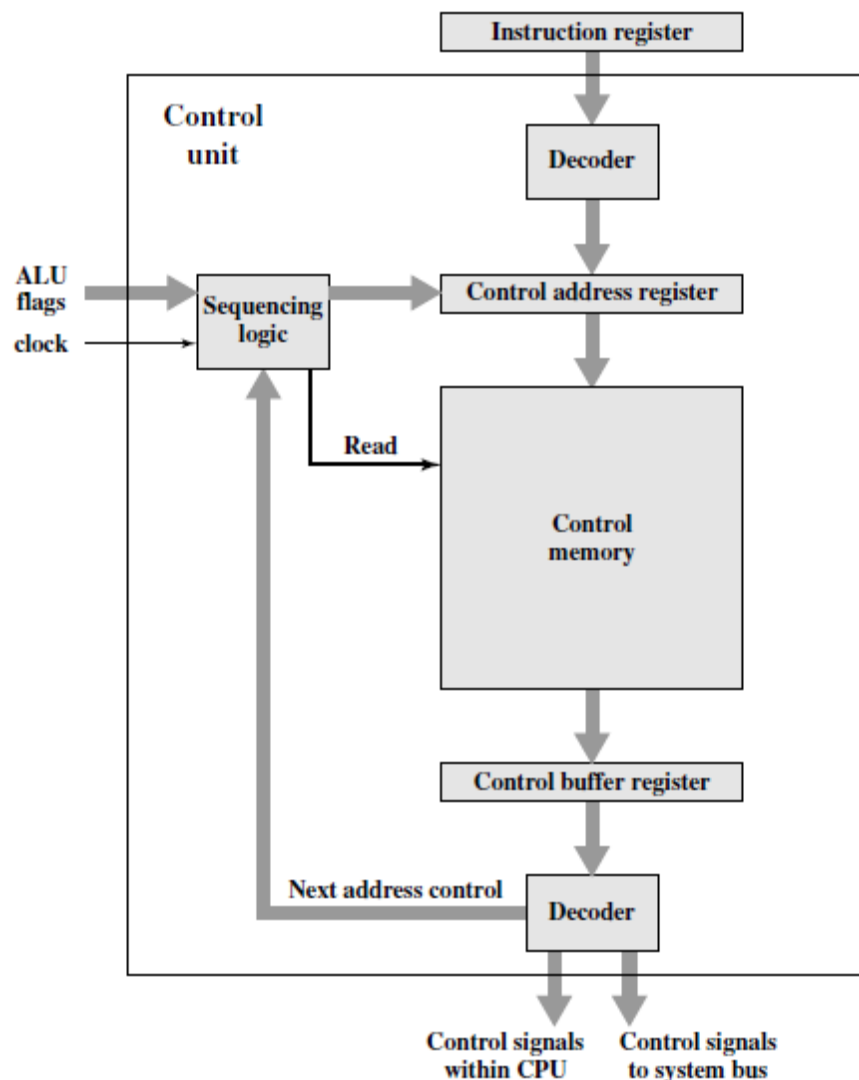 Instruction register
Control
unit
Decoder
ALU
flags
Sequencing
logic
Control address register
clock
Read
Control
memory
Control buffer register
Next address control
Decoder
Control signals
within CPU
Control signals
to system bus